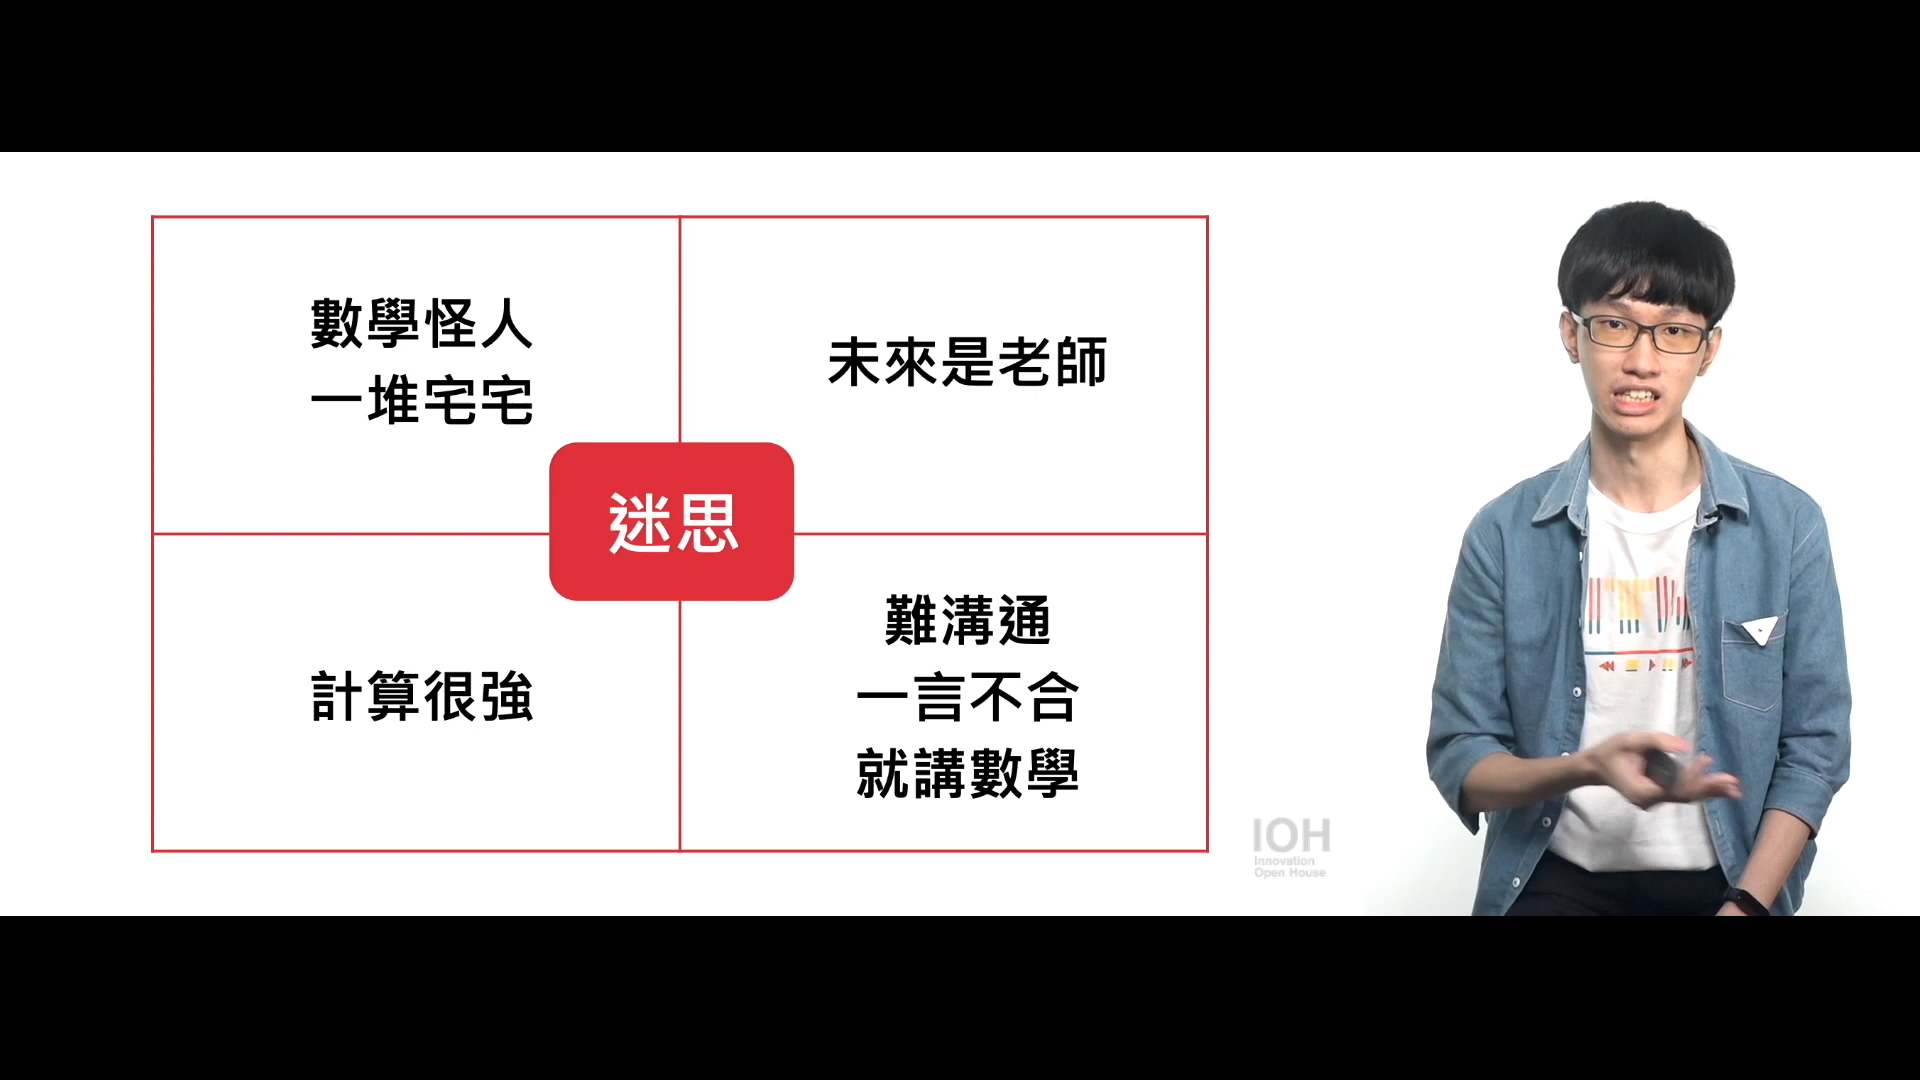 數學怪人
一堆宅宅
未來是老師
迷思
計算很強
難溝通
一言不合
就講數學
IOH
Innovation
Open House